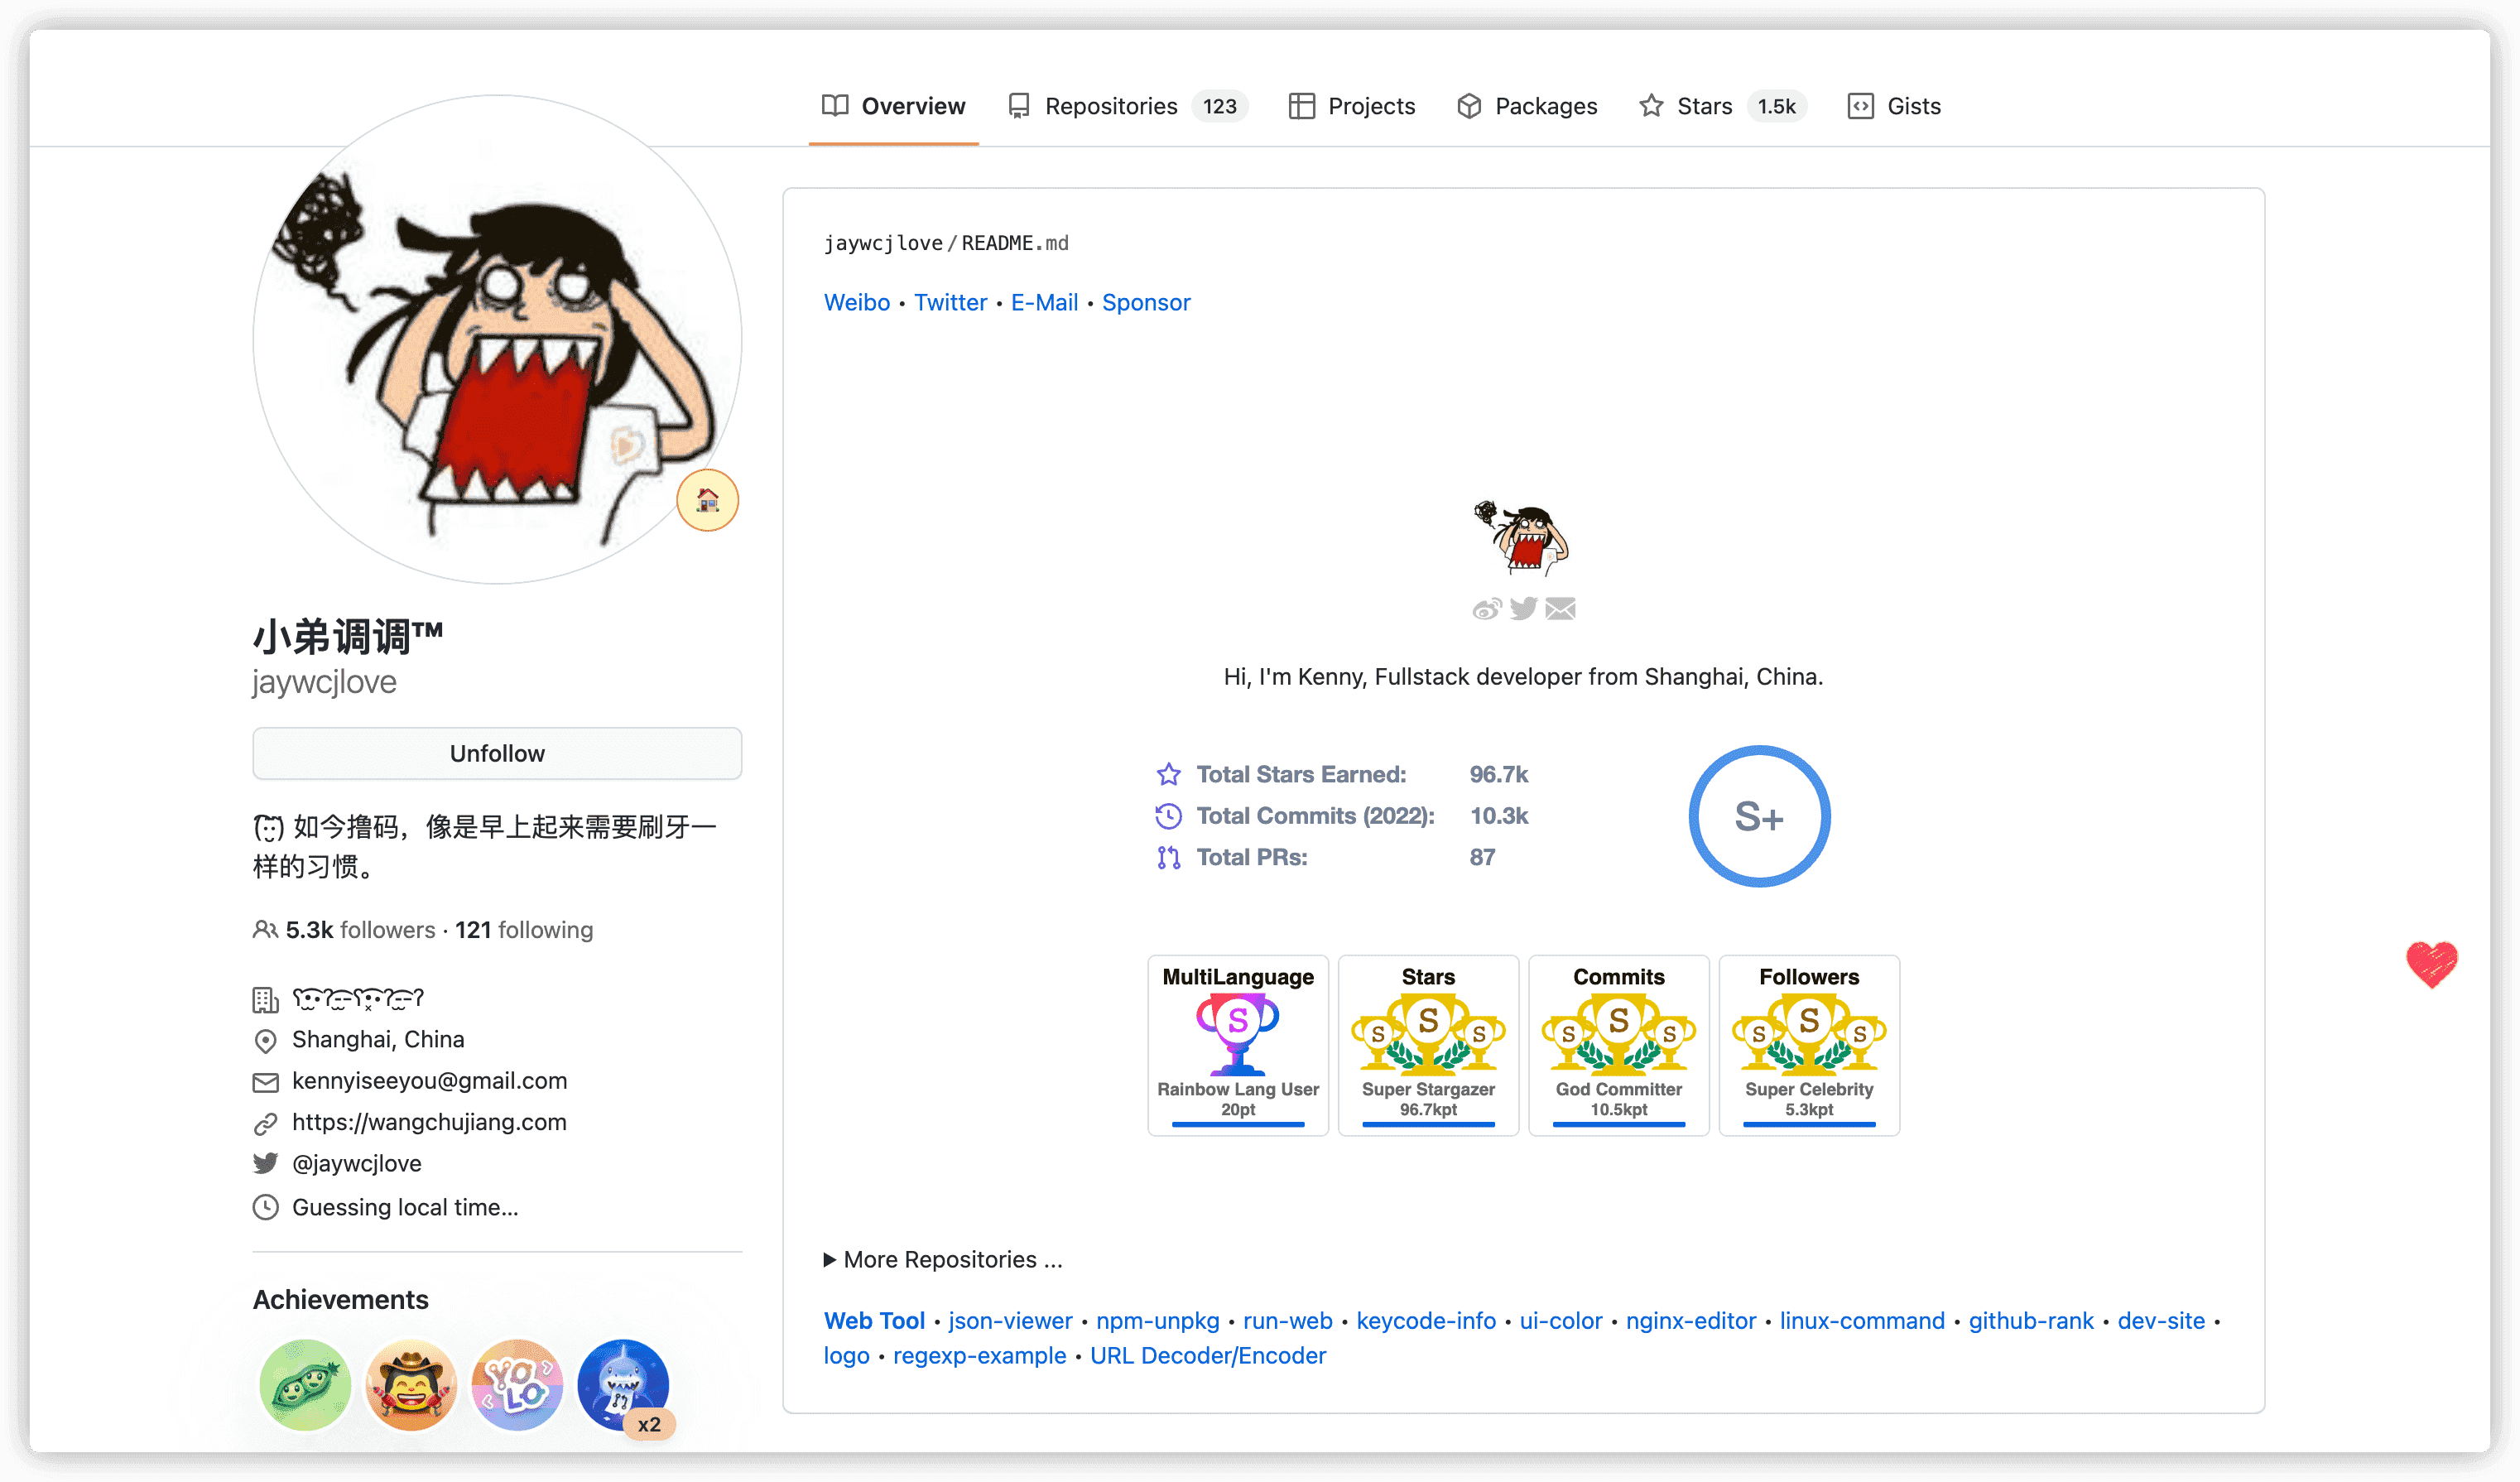 Overview Repositories 123 Projects Packages Stars 1.5k Gists
小弟调调™
jaywcjlove
Unfollow
如今撸码，像是早上起来需要刷牙一
样的习惯。
5.3k followers · 121 following
Shanghai, China
kennyiseeyou@gmail.com
https://wangchujiang.com
@jaywcjlove
Guessing local time...
Achievements
YOLO
x2
jaywcjlove/README.md
Weibo • Twitter • E-Mail • Sponsor
Hi, I'm Kenny, Fullstack developer from Shanghai, China.
Total Stars Earned: 96.7k
Total Commits (2022): 10.3k
Total PRs: 87
S+
MultiLanguage
S
Rainbow Lang User
20pt
Stars
S S S
Super Stargazer
96.7kpt
Commits
S S S
God Committer
10.5kpt
Followers
S S S
Super Celebrity
5.3kpt
More Repositories ...
Web Tool • json-viewer • npm-unpkg • run-web • keycode-info • ui-color • nginx-editor • linux-command • github-rank • dev-site •
logo • regexp-example • URL Decoder/Encoder